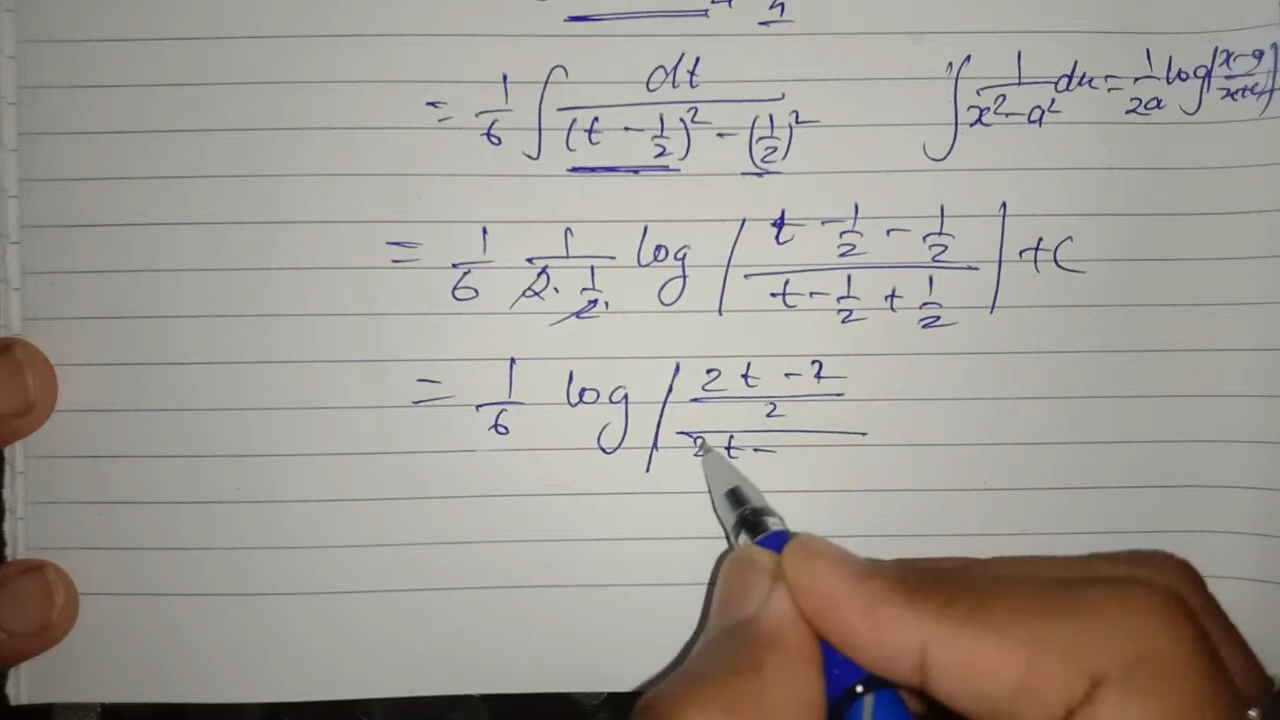 = 1/6 ∫ dt / ((t - 1/2)² - (1/2)²)
∫ 1/(x² - a²) dx = 1/2a log|(x-a)/(x+a)|
= 1/6 1/(2. 1/2.) log |(t - 1/2 - 1/2)/(t - 1/2 + 1/2)| + C
= 1/6 log |((2t - 2)/2)/(2t -